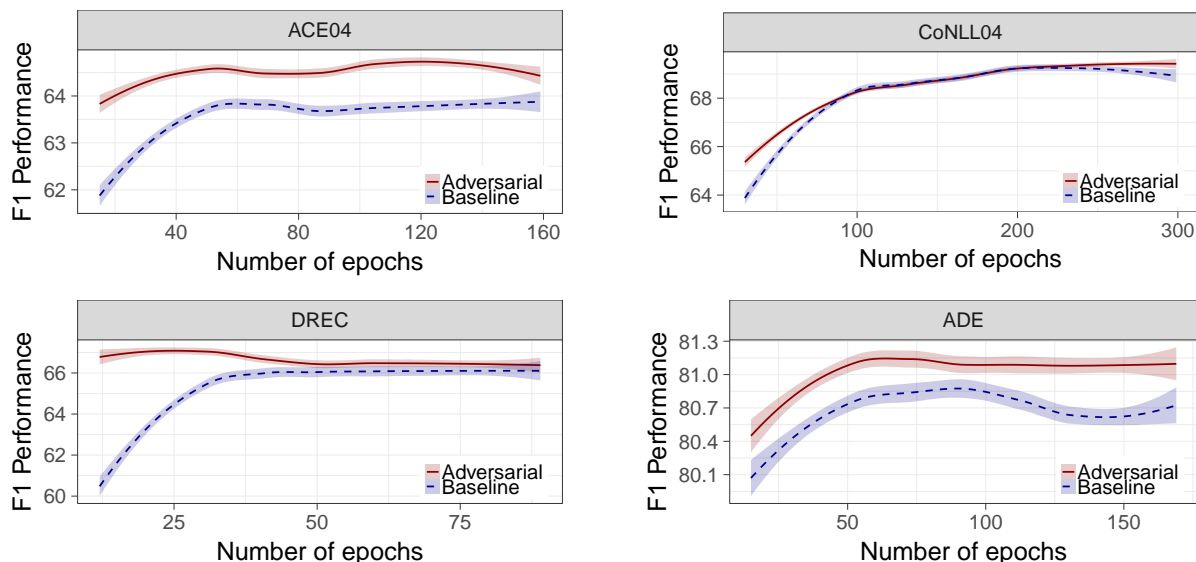 ACE04
F1 Performance
64
63
62
Adversarial
Baseline
40
80
120
160
Number of epochs
CoNLL04
F1 Performance
68
66
64
Adversarial
Baseline
100
200
300
Number of epochs
DREC
F1 Performance
66
64
62
60
Adversarial
Baseline
25
50
75
Number of epochs
ADE
F1 Performance
81.3
81.0
80.7
80.4
80.1
Adversarial
Baseline
50
100
150
Number of epochs